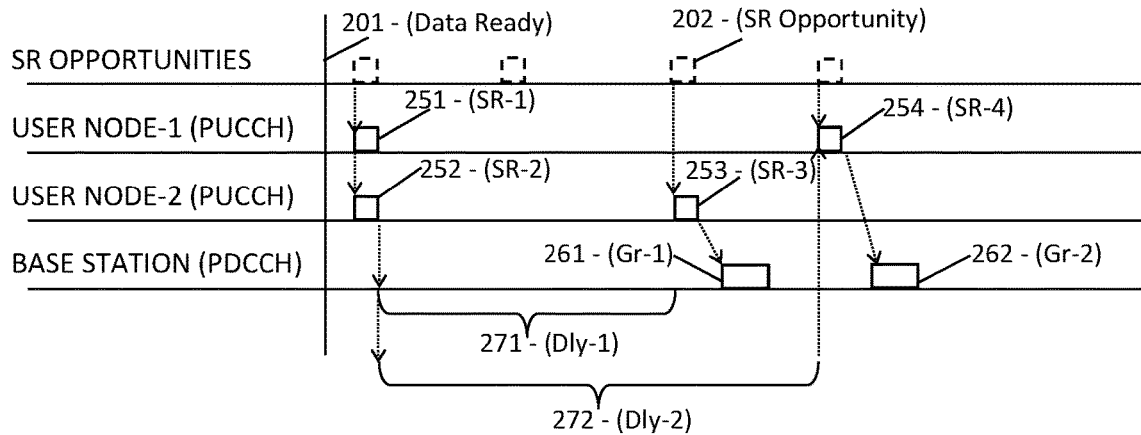 201 - (Data Ready)
202 - (SR Opportunity)
SR OPPORTUNITIES
251 - (SR-1)
254 - (SR-4)
USER NODE-1 (PUCCH)
252 - (SR-2)
253 - (SR-3)
USER NODE-2 (PUCCH)
BASE STATION (PDCCH)
261 - (Gr-1)
262 - (Gr-2)
271 - (Dly-1)
272 - (Dly-2)